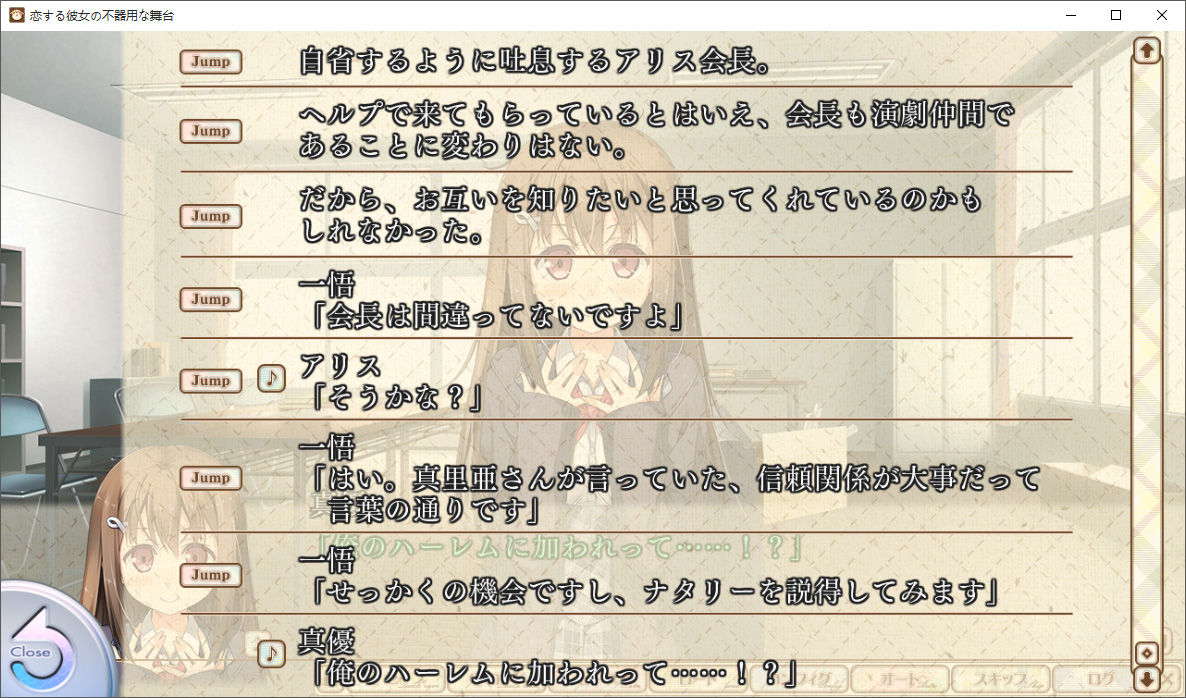 恋する彼女の不器用な舞台
Jump
自省するように吐息するアリス会長。
Jump
ヘルプで来てもらっているとはいえ、会長も演劇仲間で
あることに変わりはない。
Jump
だから、お互いを知りたいと思ってくれているのかも
しれなかった。
Jump
一悟
「会長は間違ってないですよ」
Jump
アリス
「そうかな？」
Jump
一悟
「はい。真里亜さんが言っていた、信頼関係が大事だって
言葉の通りです」
「俺のハーレムに加われって……！？」
Jump
一悟
「せっかくの機会ですし、ナタリーを説得してみます」
真優
「俺のハーレムに加われって……！？」
Close
オート
スキップ
ログ